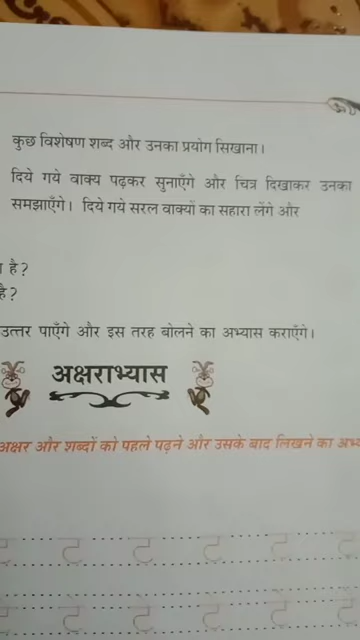 कुछ विशेषण शब्द और उनका प्रयोग सिखाना।
दिये गये वाक्य पढ़कर सुनाएँगे और चित्र दिखाकर उनका
समझाएँगे। दिये गये सरल वाक्यों का सहारा लेंगे और
है?
है?
उत्तर पाएँगे और इस तरह बोलने का अभ्यास कराएँगे।
अक्षराभ्यास
अक्षर और शब्दों को पहले पढ़ने और उसके बाद लिखने का
ट ट ट ट ट